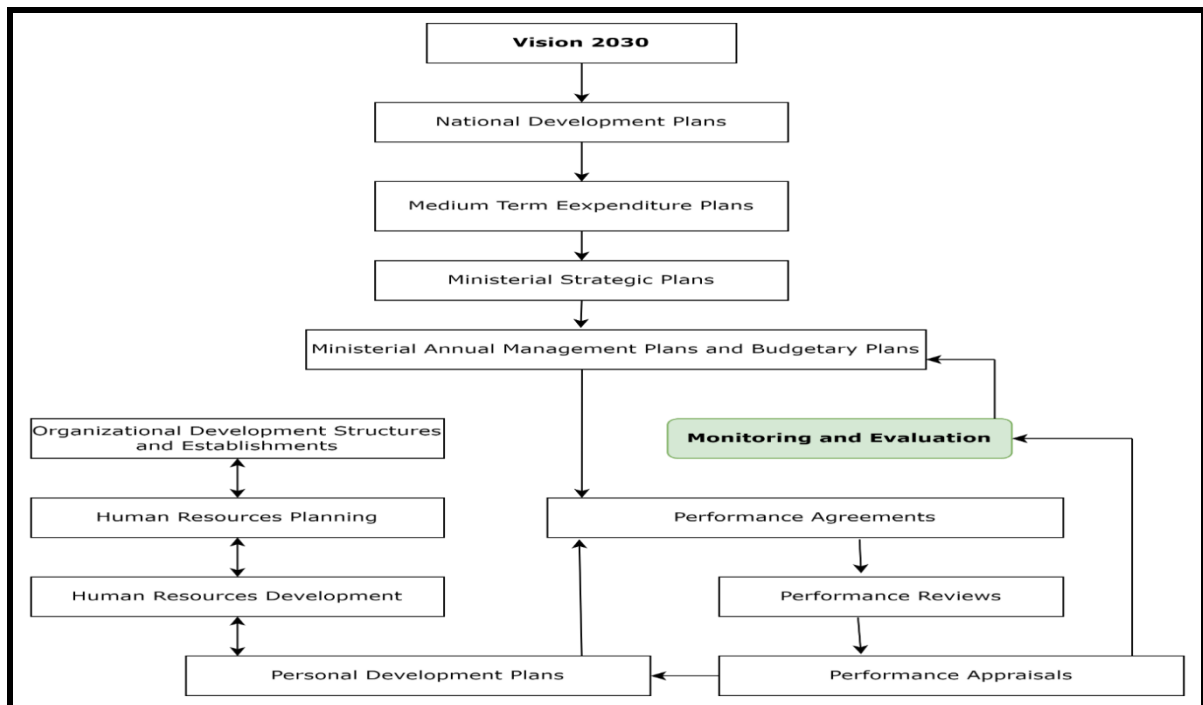 Vision 2030
National Development Plans
Medium Term Eexpenditure Plans
Ministerial Strategic Plans
Ministerial Annual Management Plans and Budgetary Plans
Organizational Development Structures
and Establishments
Monitoring and Evaluation
Human Resources Planning
Performance Agreements
Human Resources Development
Performance Reviews
Personal Development Plans
Performance Appraisals